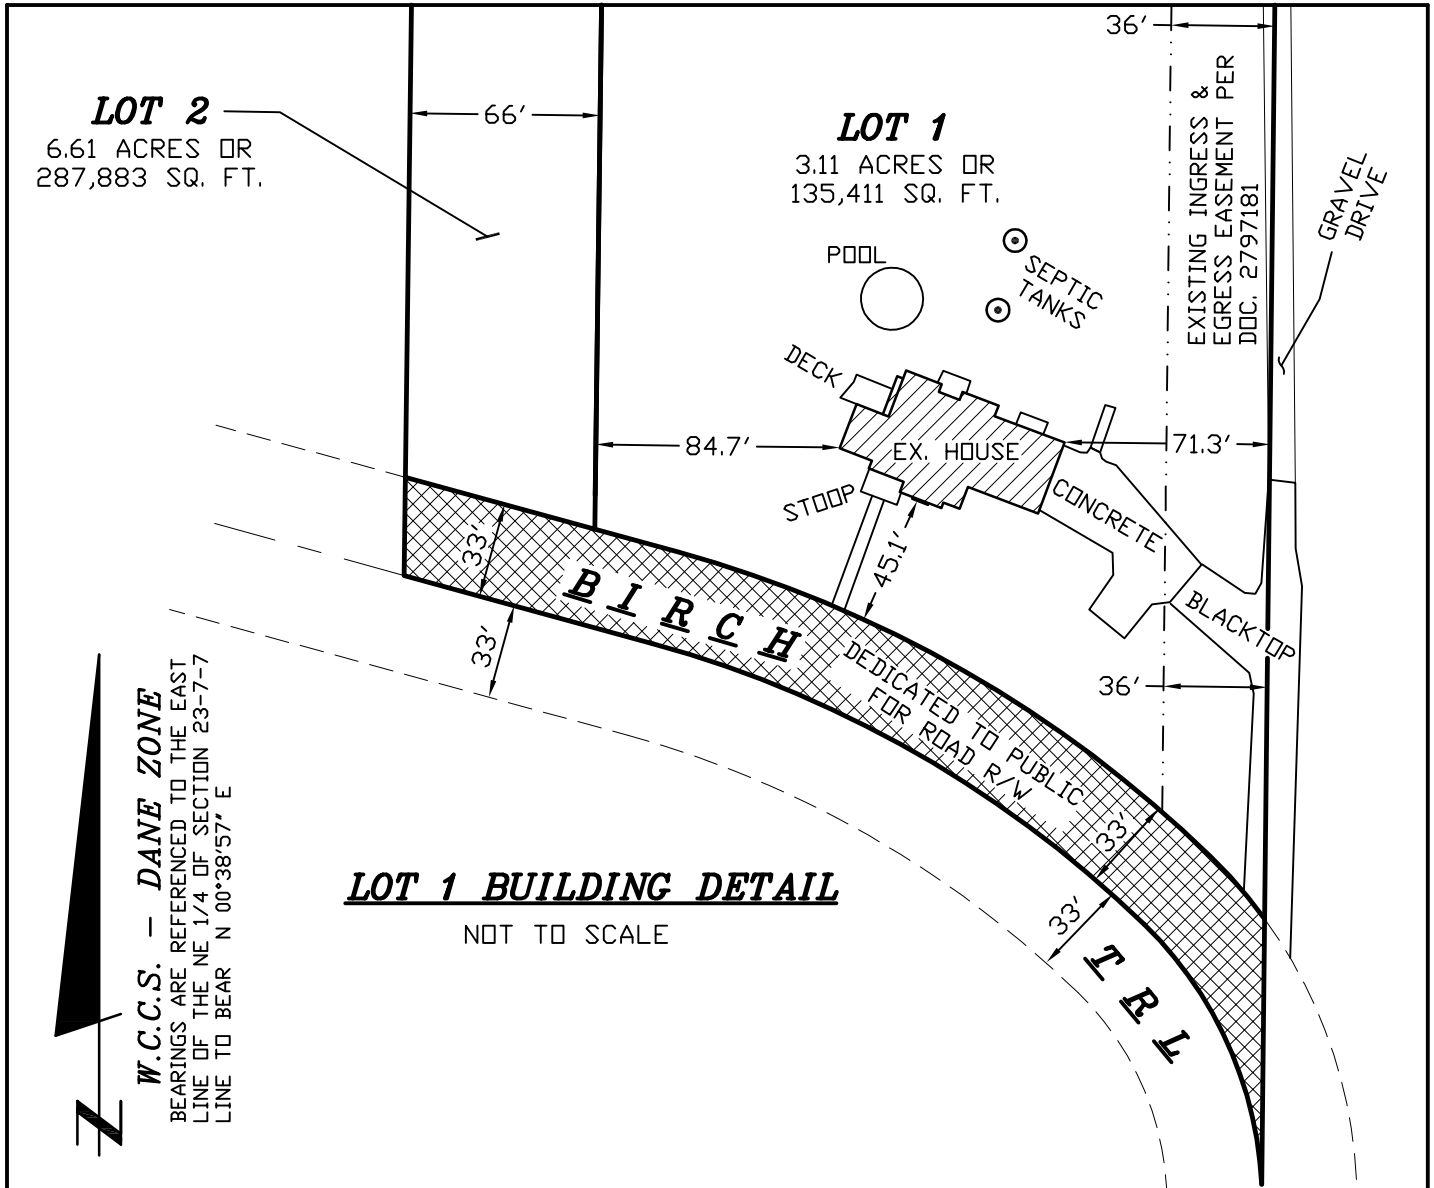 36'
LOT 2
6.61 ACRES OR
287,883 SQ. FT.
66'
LOT 1
3.11 ACRES OR
135,411 SQ. FT.
EXISTING INGRESS &
EGRESS EASEMENT PER
DOC. 2797181
GRAVEL
DRIVE
POOL
SEPTIC
TANKS
DECK
84.7'
EX. HOUSE
71.3'
STOOP
CONCRETE
33'
45.1'
BIRCH
BLACKTOP
33'
DEDICATED TO PUBLIC
FOR ROAD R/W
36'
33'
33'
TRL
W.C.C.S. - DANE ZONE
BEARINGS ARE REFERENCED TO THE EAST
LINE OF THE NE 1/4 OF SECTION 23-7-7
LINE TO BEAR N 00°38'57" E
LOT 1 BUILDING DETAIL
NOT TO SCALE
N